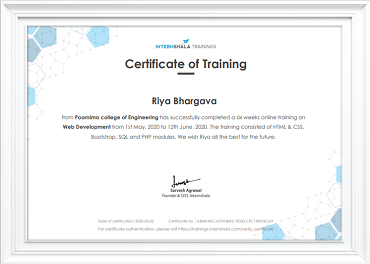 INTERNSHALA TRAININGS
Certificate of Training
Riya Bhargava
from Poornima college of Engineering has successfully completed a six weeks online training on
Web Development from 1st May, 2020 to 12th June, 2020. The training consisted of HTML & CSS,
Bootstrap, SQL and PHP modules. We wish Riya all the best for the future.
Sarvesh Agrawal
Founder & CEO, Internshala
Date of certification: 2020-05-25 Certificate no. :
For certificate authentication, please visit https://trainings.internshala.com/verify_certificate